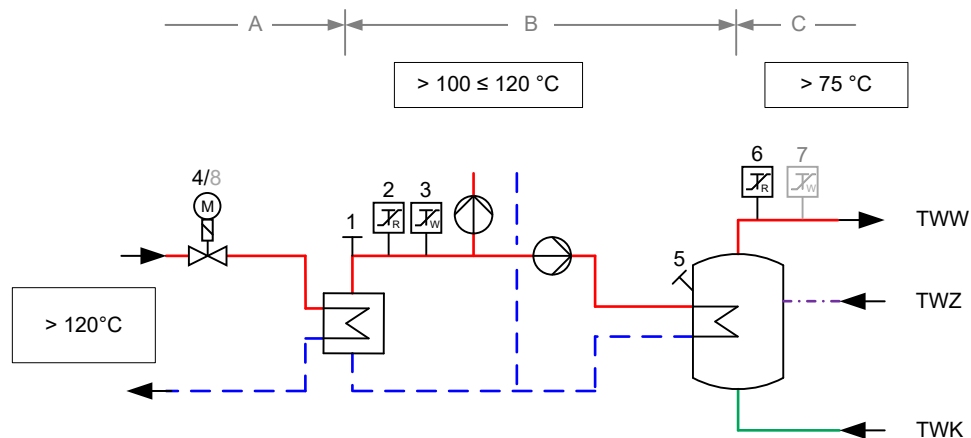 A B C
> 100 ≤ 120 °C
> 75 °C
4/8
M
2 3
R W
1
6 7
R W
TWW
5
> 120°C
TWZ
TWK